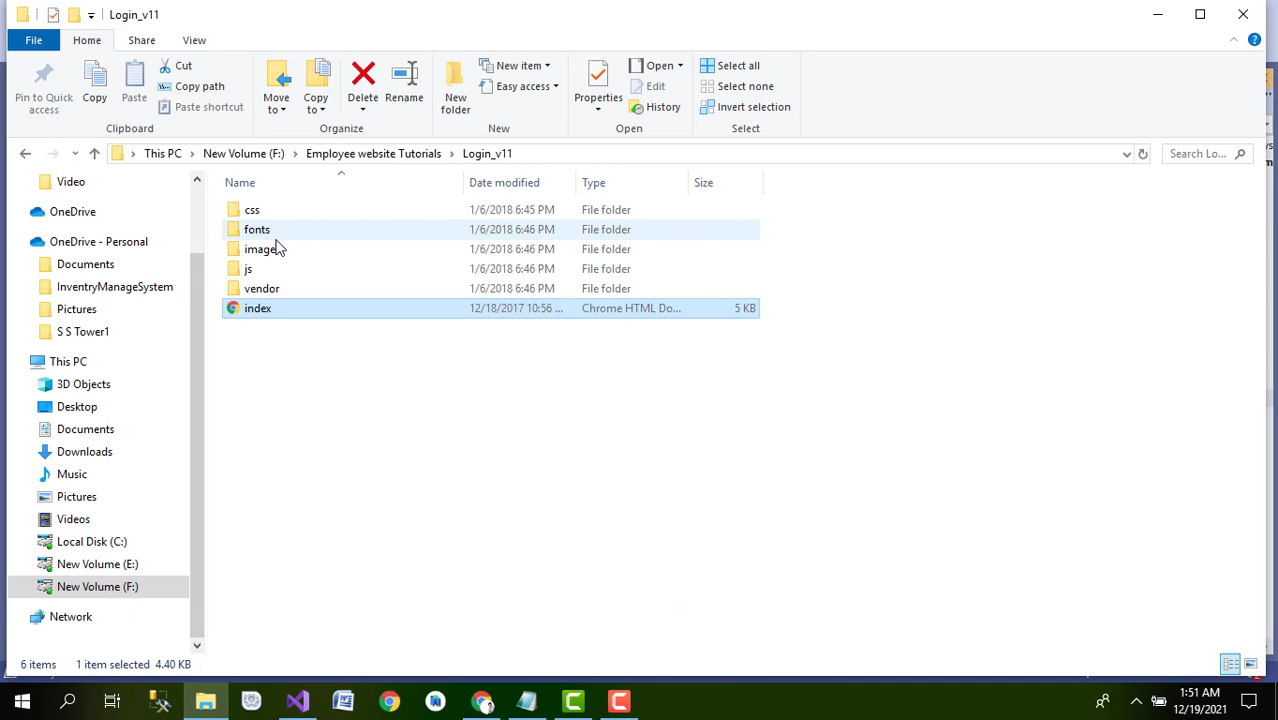 Login_v11
File Home Share View
Pin to Quick access
Copy
Paste
Cut
Copy path
Paste shortcut
Clipboard
Move to
Copy to
Delete
Rename
Organize
New folder
New item
Easy access
New
Properties
Open
Edit
History
Open
Select all
Select none
Invert selection
Select
This PC > New Volume (F:) > Employee website Tutorials > Login_v11
Search Lo...
Name Date modified Type Size
css 1/6/2018 6:45 PM File folder
fonts 1/6/2018 6:46 PM File folder
image 1/6/2018 6:46 PM File folder
js 1/6/2018 6:46 PM File folder
vendor 1/6/2018 6:46 PM File folder
index 12/18/2017 10:56 ... Chrome HTML Do... 5 KB
Video
OneDrive
OneDrive - Personal
Documents
InventryManageSystem
Pictures
S S Tower1
This PC
3D Objects
Desktop
Documents
Downloads
Music
Pictures
Videos
Local Disk (C:)
New Volume (E:)
New Volume (F:)
Network
6 items 1 item selected 4.40 KB
1:51 AM
12/19/2021